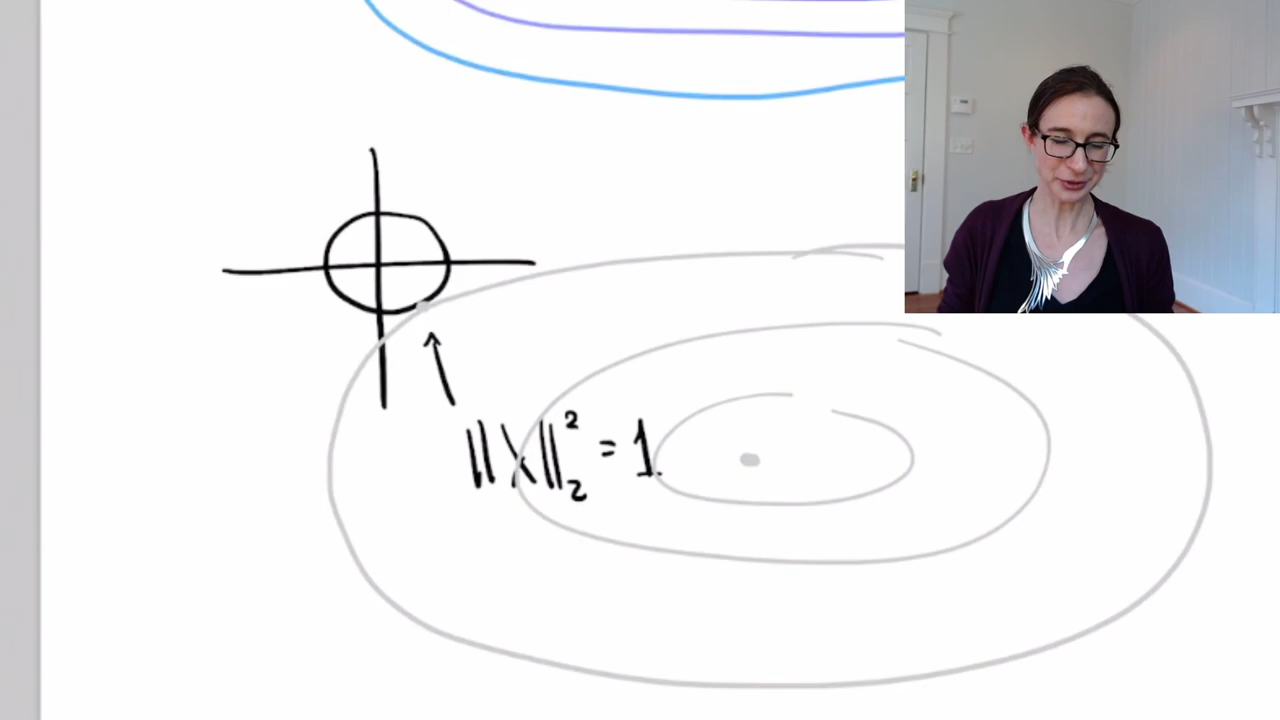 ||x||₂² = 1